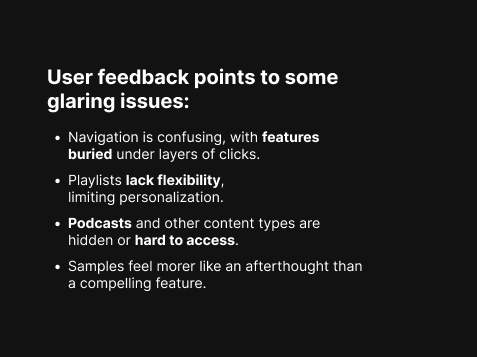 User feedback points to some
glaring issues:
• Navigation is confusing, with features
buried under layers of clicks.
• Playlists lack flexibility,
limiting personalization.
• Podcasts and other content types are
hidden or hard to access.
• Samples feel morer like an afterthought than
a compelling feature.